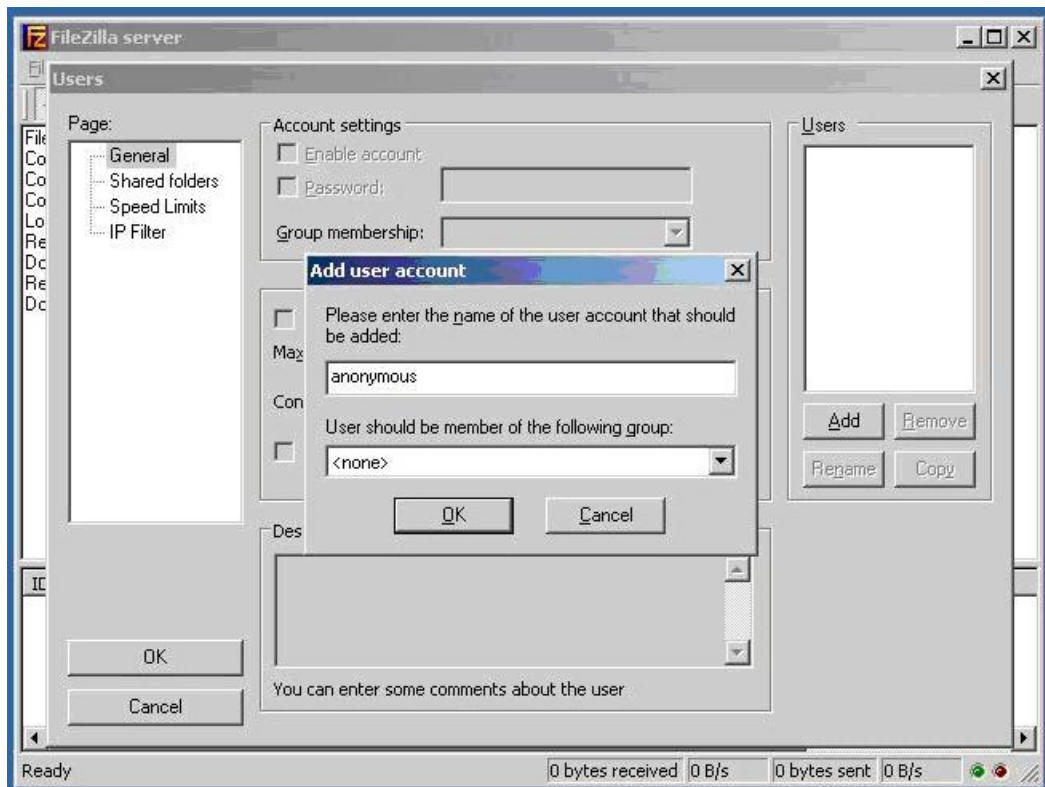 FileZilla server
Users
Page:
General
Shared folders
Speed Limits
IP Filter
OK
Cancel
Account settings
Enable account
Password:
Group membership:
Add user account
Please enter the name of the user account that should
be added:
anonymous
User should be member of the following group:
<none>
OK
Cancel
You can enter some comments about the user
Users
Add
Remove
Rename
Copy
Ready
0 bytes received
0 B/s
0 bytes sent
0 B/s